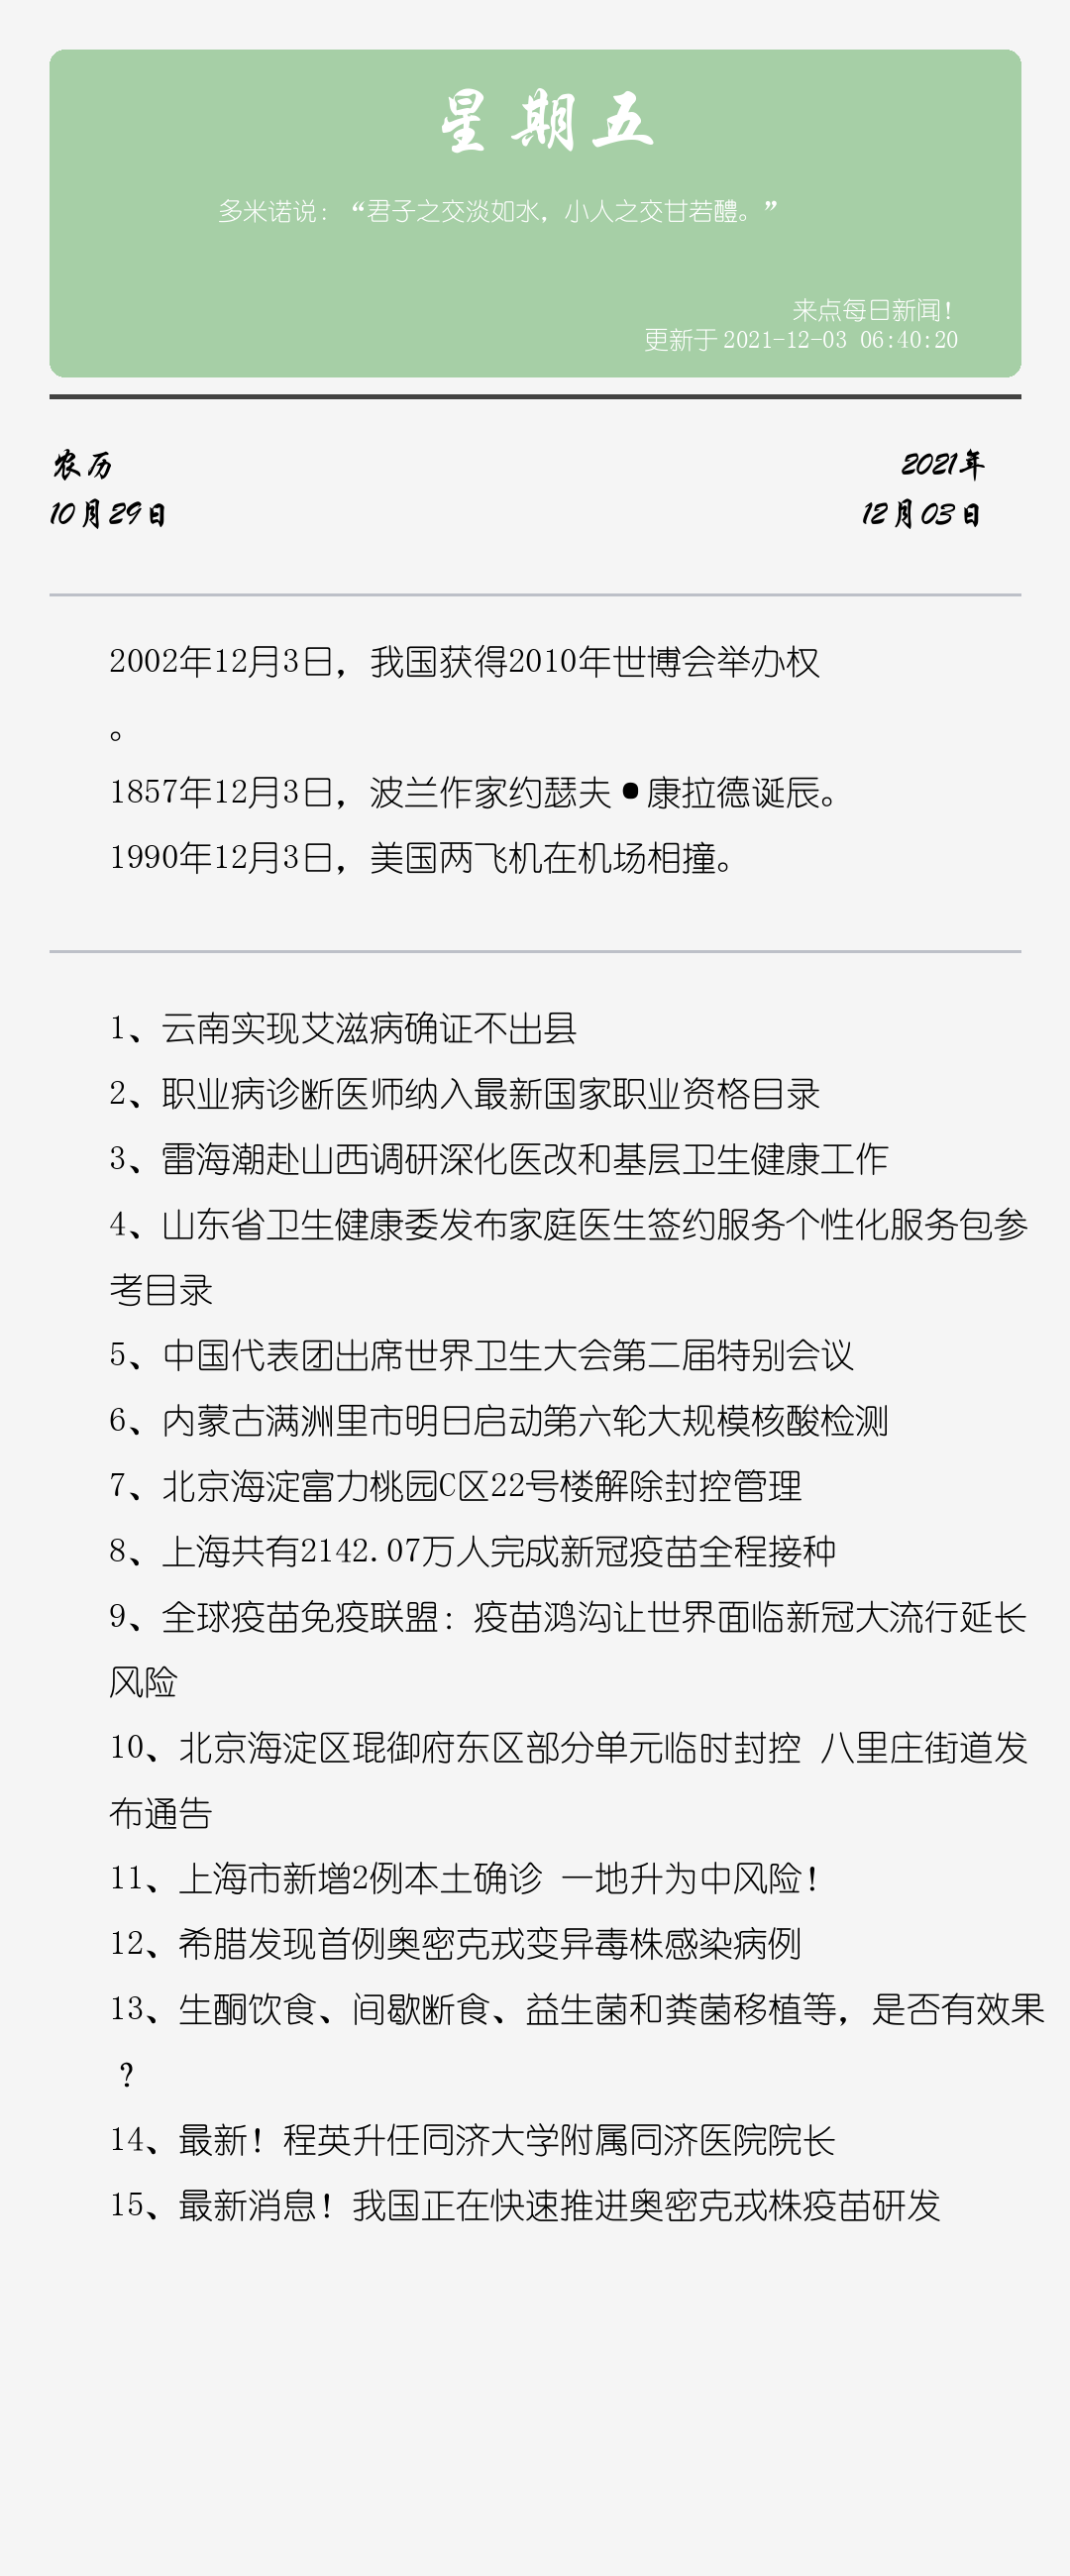 星期五
多米诺说：“君子之交淡如水，小人之交甘若醴。”
来点每日新闻！
更新于 2021-12-03 06:40:20
农历
2021年
10月29日
12月03日
2002年12月3日，我国获得2010年世博会举办权
。
1857年12月3日，波兰作家约瑟夫•康拉德诞辰。
1990年12月3日，美国两飞机在机场相撞。
1、云南实现艾滋病确证不出县
2、职业病诊断医师纳入最新国家职业资格目录
3、雷海潮赴山西调研深化医改和基层卫生健康工作
4、山东省卫生健康委发布家庭医生签约服务个性化服务包参
考目录
5、中国代表团出席世界卫生大会第二届特别会议
6、内蒙古满洲里市明日启动第六轮大规模核酸检测
7、北京海淀富力桃园C区22号楼解除封控管理
8、上海共有2142.07万人完成新冠疫苗全程接种
9、全球疫苗免疫联盟：疫苗鸿沟让世界面临新冠大流行延长
风险
10、北京海淀区琨御府东区部分单元临时封控 八里庄街道发
布通告
11、上海市新增2例本土确诊 一地升为中风险！
12、希腊发现首例奥密克戎变异毒株感染病例
13、生酮饮食、间歇断食、益生菌和粪菌移植等，是否有效果
？
14、最新！程英升任同济大学附属同济医院院长
15、最新消息！我国正在快速推进奥密克戎株疫苗研发